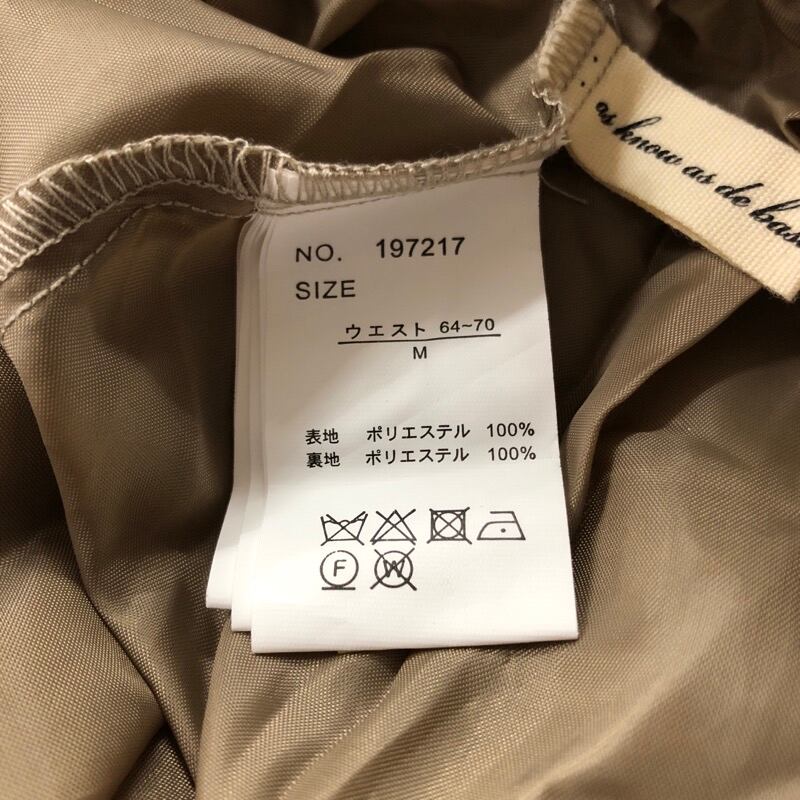 as know as de bas
NO. 197217
SIZE
ウエスト 64~70
M
表地 ポリエステル 100%
裏地 ポリエステル 100%
F W